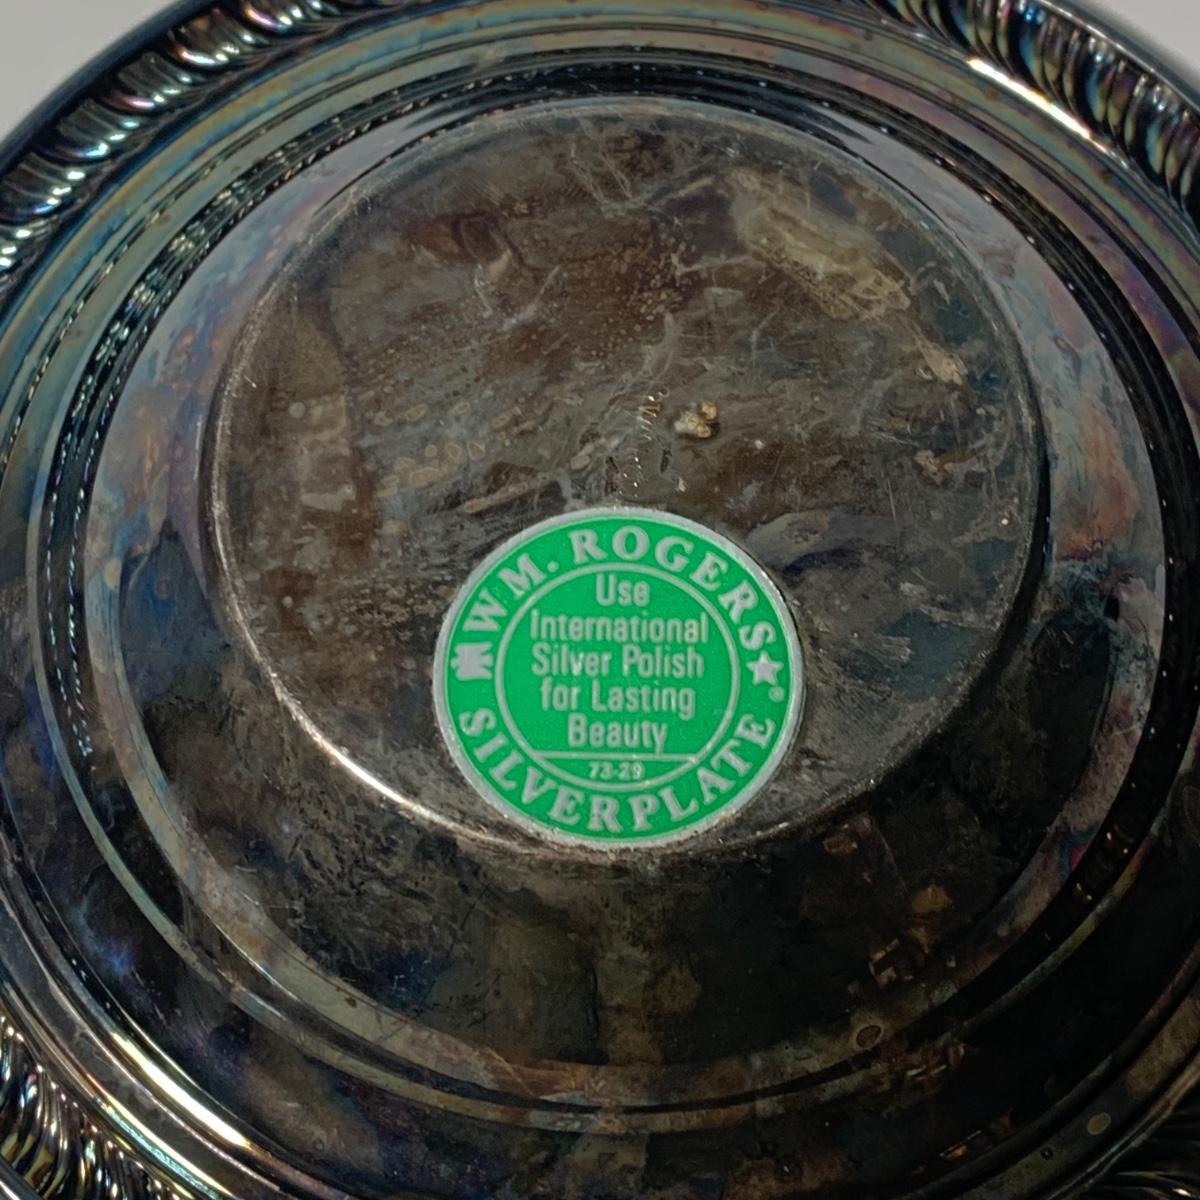 WM. ROGERS
Use
International
Silver Polish
for Lasting
Beauty
73-29
SILVERPLATE